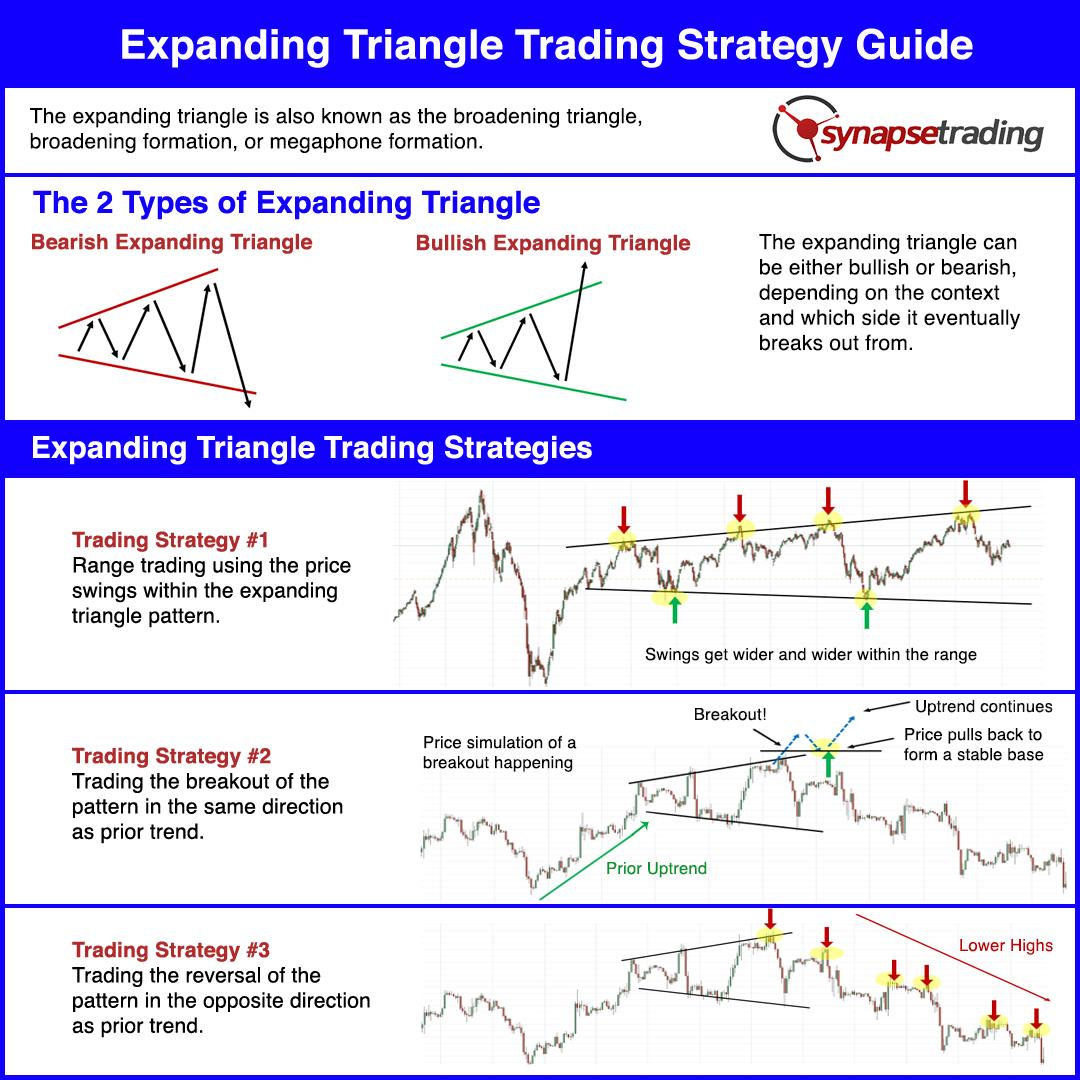 Expanding Triangle Trading Strategy Guide
The expanding triangle is also known as the broadening triangle,
broadening formation, or megaphone formation.
synapsetrading
The 2 Types of Expanding Triangle
Bearish Expanding Triangle
Bullish Expanding Triangle
The expanding triangle can
be either bullish or bearish,
depending on the context
and which side it eventually
breaks out from.
Expanding Triangle Trading Strategies
Trading Strategy #1
Range trading using the price
swings within the expanding
triangle pattern.
Swings get wider and wider within the range
Trading Strategy #2
Trading the breakout of the
pattern in the same direction
as prior trend.
Price simulation of a
breakout happening
Breakout!
Uptrend continues
Price pulls back to
form a stable base
Prior Uptrend
Trading Strategy #3
Trading the reversal of the
pattern in the opposite direction
as prior trend.
Lower Highs